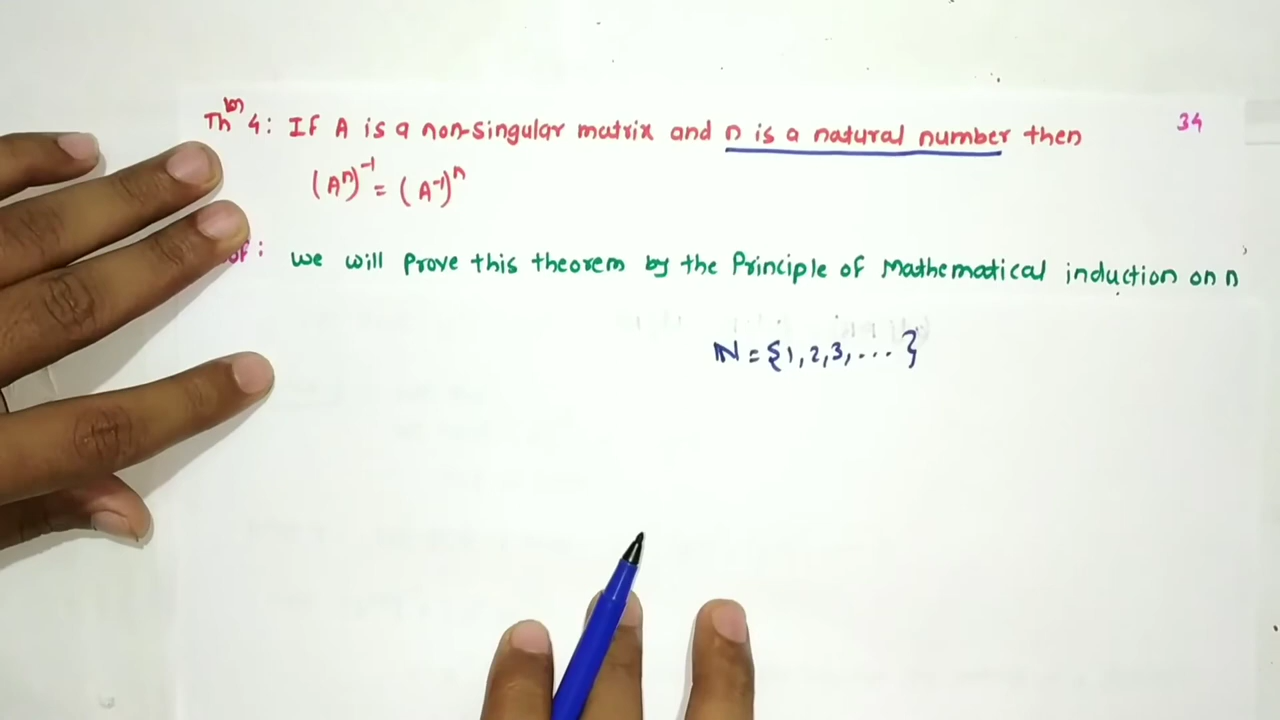 Thm 4: If A is a non-singular matrix and n is a natural number then
34
(Aⁿ)⁻¹ = (A⁻¹)ⁿ
of: we will prove this theorem by the Principle of Mathematical induction on n
ℕ = {1, 2, 3, ... }